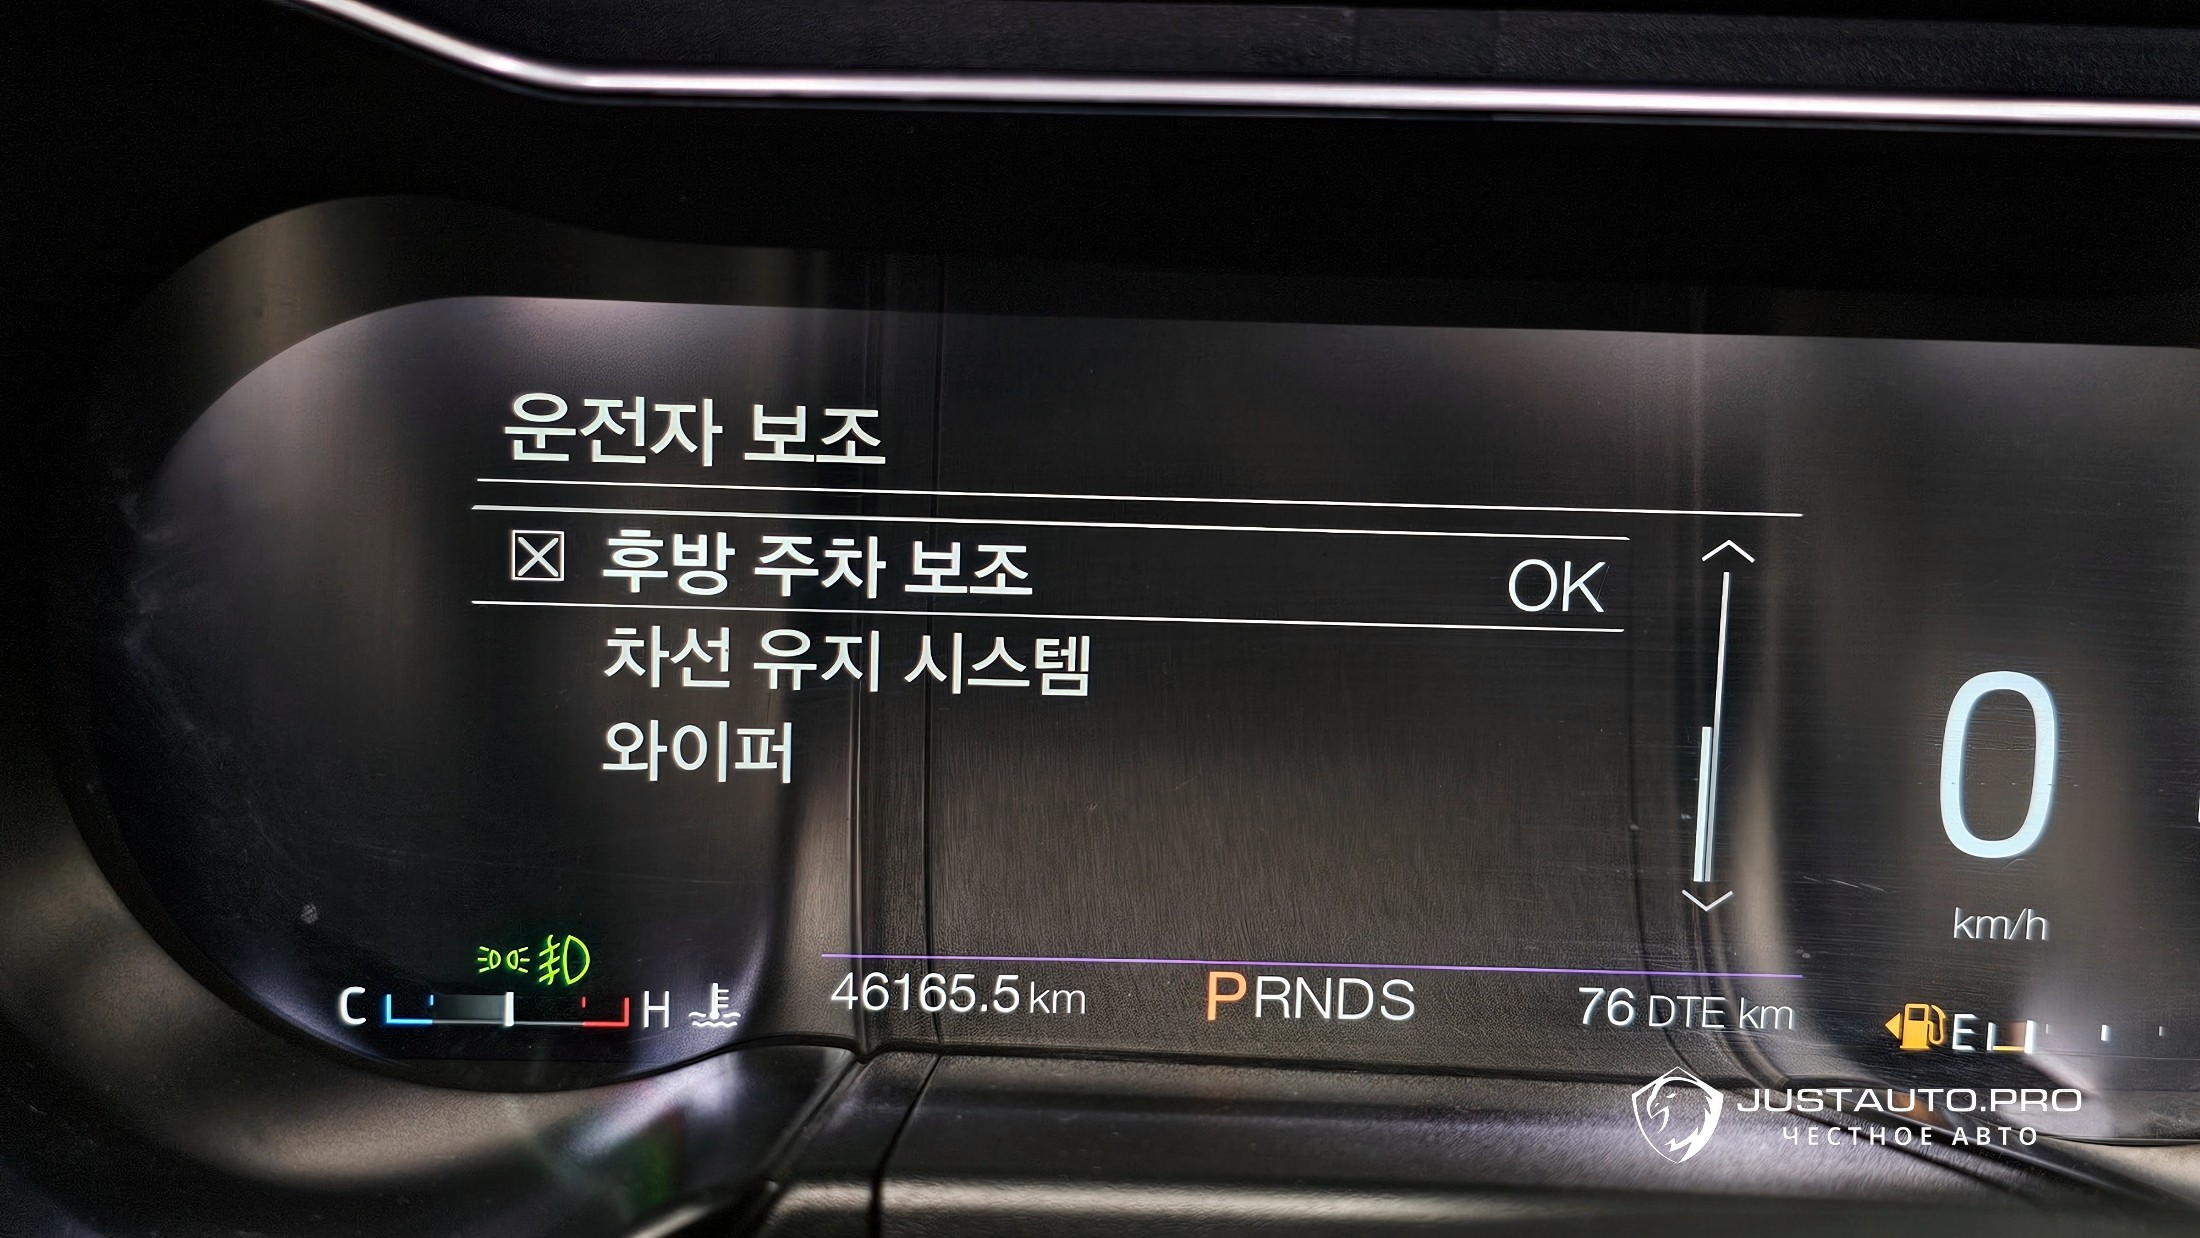 운전자 보조
후방 주차 보조 OK
차선 유지 시스템
와이퍼
0
km/h
C H
46165.5 km PRNDS 76 DTE km
E
JUSTAUTO.PRO
ЧЕСТНОЕ АВТО